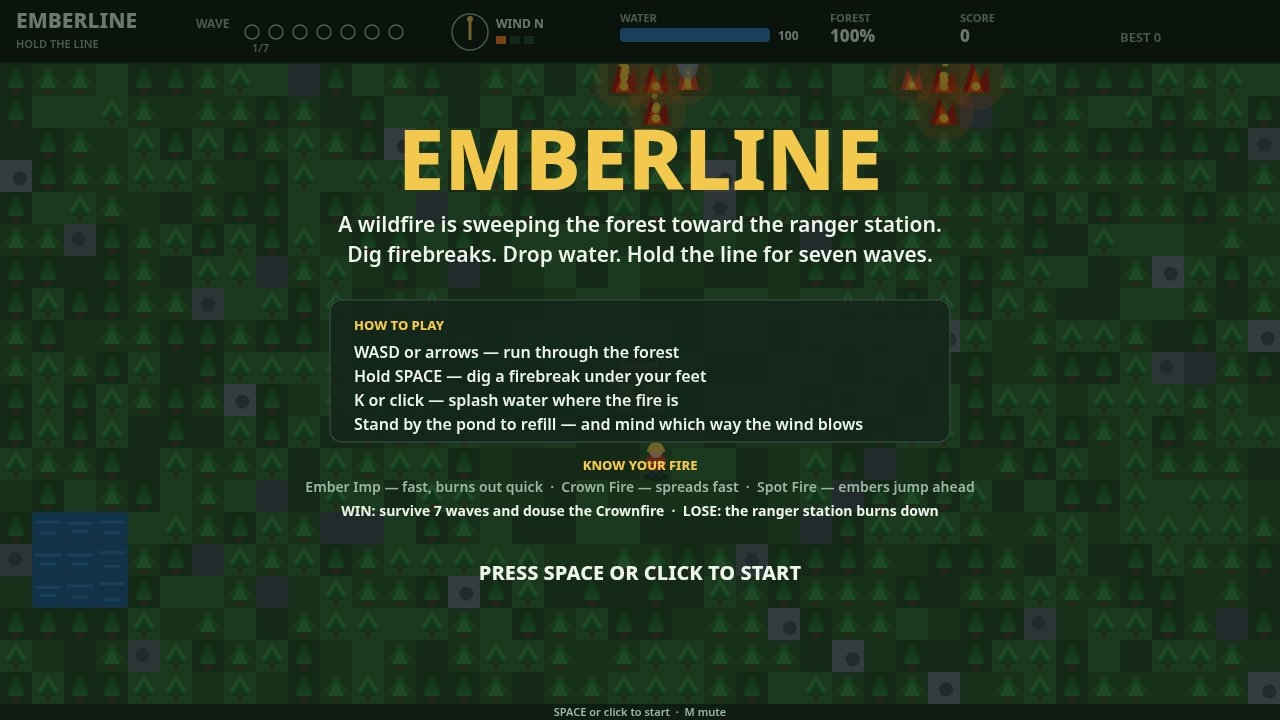 EMBERLINE
HOLD THE LINE
WAVE
1/7
WIND N
WATER
100
FOREST
100%
SCORE
0
BEST 0
EMBERLINE
A wildfire is sweeping the forest toward the ranger station.
Dig firebreaks. Drop water. Hold the line for seven waves.
HOW TO PLAY
WASD or arrows — run through the forest
Hold SPACE — dig a firebreak under your feet
K or click — splash water where the fire is
Stand by the pond to refill — and mind which way the wind blows
KNOW YOUR FIRE
Ember Imp — fast, burns out quick · Crown Fire — spreads fast · Spot Fire — embers jump ahead
WIN: survive 7 waves and douse the Crownfire · LOSE: the ranger station burns down
PRESS SPACE OR CLICK TO START
SPACE or click to start · M mute